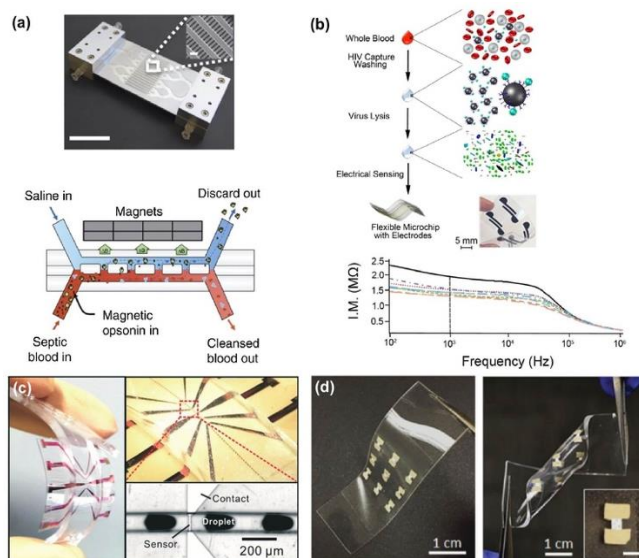 (a)
Saline in
Discard out
Magnets
Magnetic
opsonin in
Septic
blood in
Cleansed
blood out
(b)
Whole Blood
HIV Capture
Washing
Virus Lysis
Electrical Sensing
Flexible Microchip
with Electrodes
5 mm
I.M. (MΩ)
2.5
2.0
1.5
1.0
0.5
10² 10³ 10⁴ 10⁵ 10⁶
Frequency (Hz)
(c)
Contact
Droplet
Sensor
200 μm
(d)
1 cm
1 cm